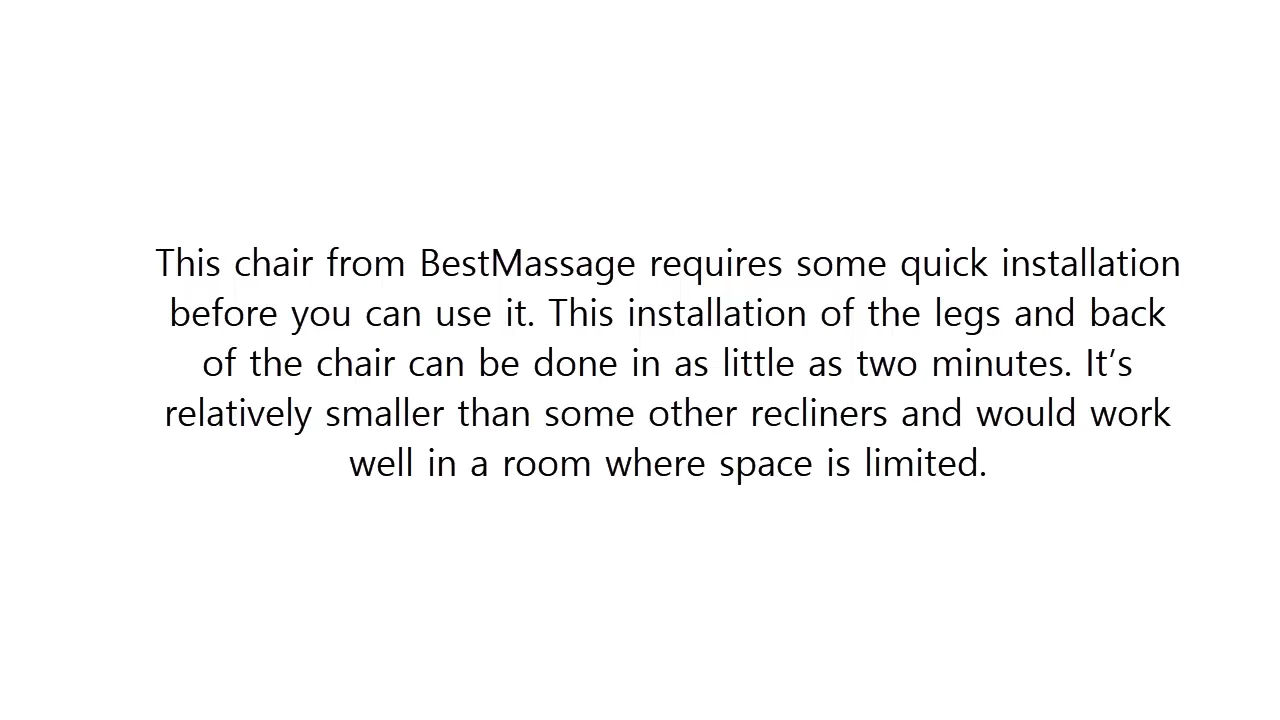 This chair from BestMassage requires some quick installation
before you can use it. This installation of the legs and back
of the chair can be done in as little as two minutes. It’s
relatively smaller than some other recliners and would work
well in a room where space is limited.